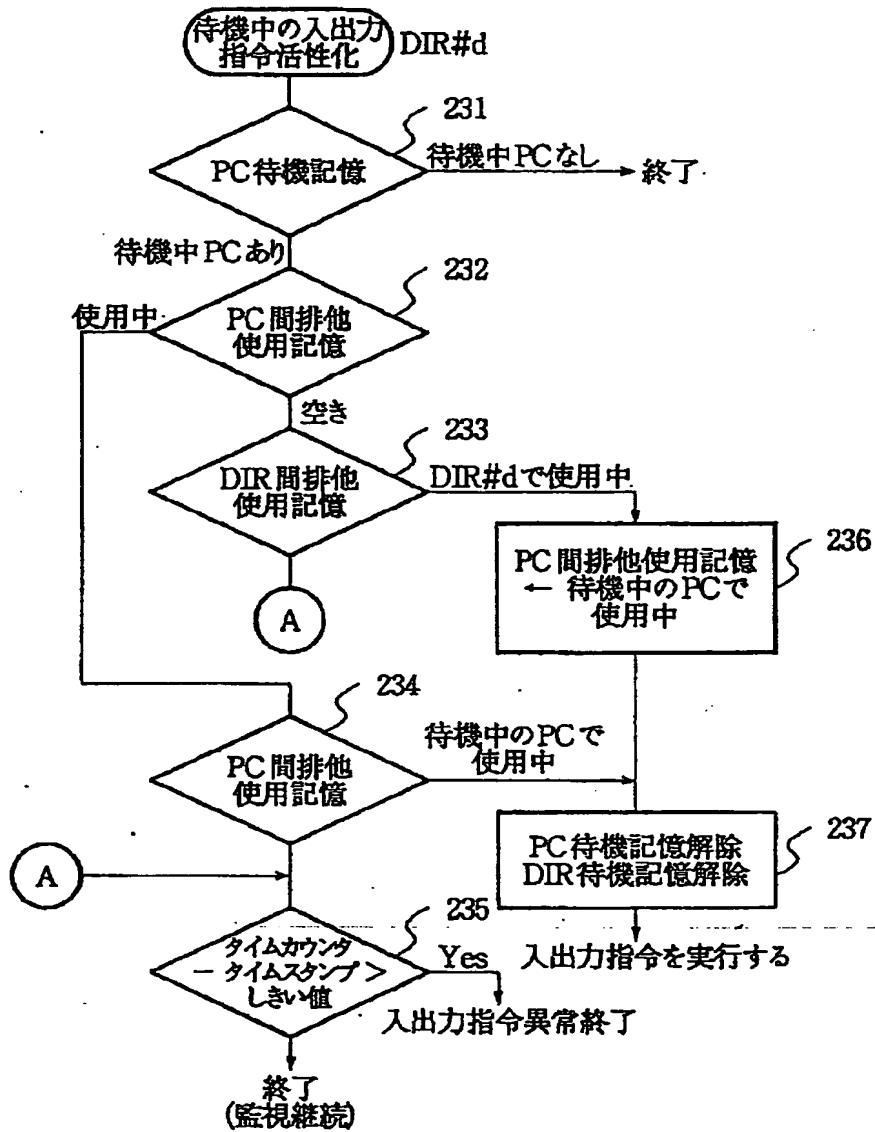 待機中の入出力
指令活性化
DIR#d
231
PC待機記憶
待機中PCなし
終了
待機中PCあり
232
使用中
PC間排他
使用記憶
空き
233
DIR間排他
使用記憶
DIR#dで使用中
236
PC間排他使用記憶
← 待機中のPCで
使用中
A
234
PC間排他
使用記憶
待機中のPCで
使用中
237
PC待機記憶解除
DIR待機記憶解除
A
235
タイムカウンタ
－タイムスタンプ＞
しきい値
Yes
入出力指令を実行する
入出力指令異常終了
終了
(監視継続)